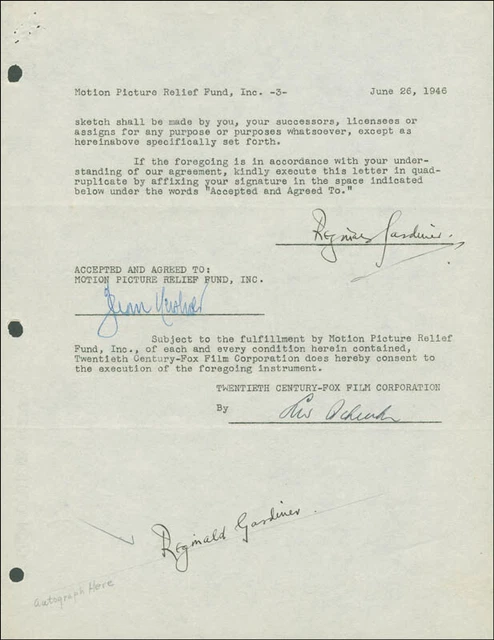 Motion Picture Relief Fund, Inc. -3- June 26, 1946
sketch shall be made by you, your successors, licensees or
assigns for any purpose or purposes whatsoever, except as
hereinabove specifically set forth.
If the foregoing is in accordance with your under-
standing of our agreement, kindly execute this letter in quad-
ruplicate by affixing your signature in the space indicated
below under the words "Accepted and Agreed To."
Reginald Gardiner.
ACCEPTED AND AGREED TO:
MOTION PICTURE RELIEF FUND, INC.
Jean
Subject to the fulfillment by Motion Picture Relief
Fund, Inc., of each and every condition herein contained,
Twentieth Century-Fox Film Corporation does hereby consent to
the execution of the foregoing instrument.
TWENTIETH CENTURY-FOX FILM CORPORATION
By
Reginald Gardiner.
autograph Here